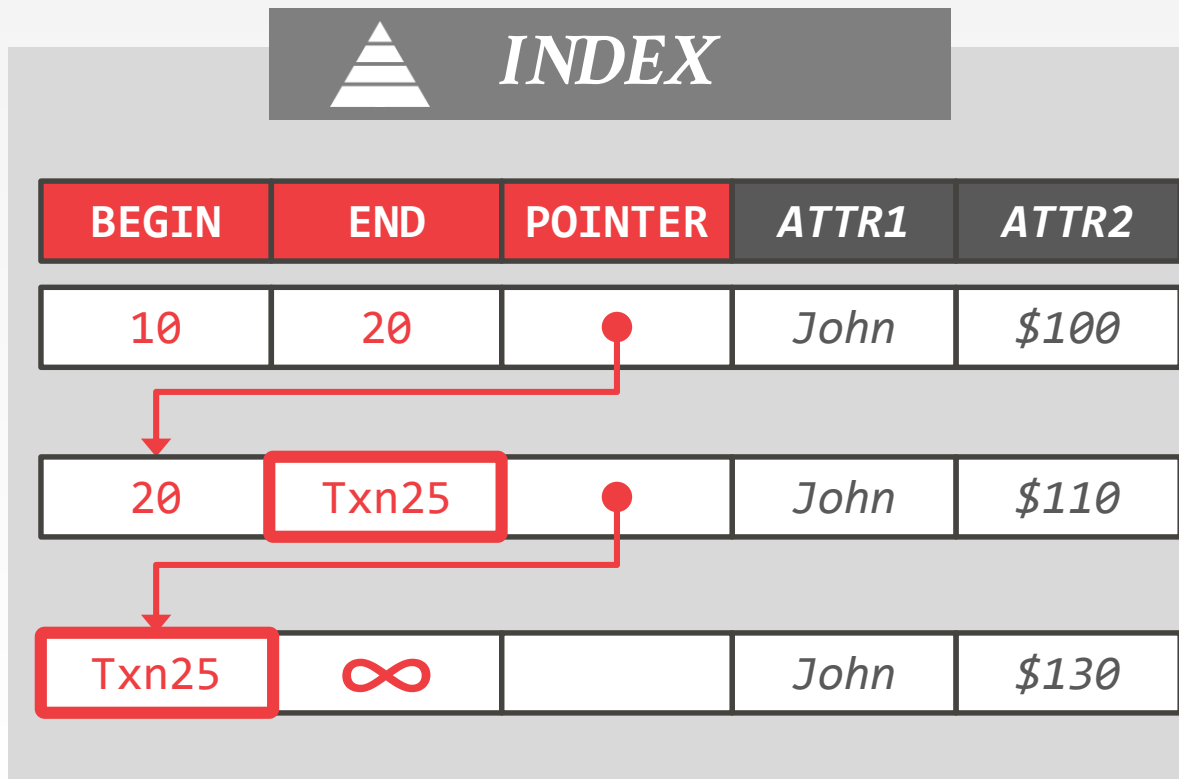 INDEX
BEGIN END POINTER ATTR1 ATTR2
10 20 John $100
20 Txn25 John $110
Txn25 ∞ John $130